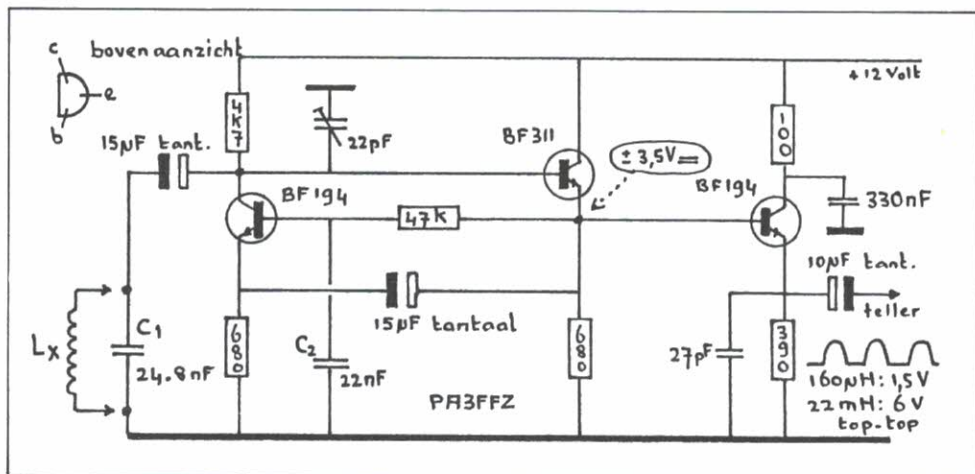 c
bovenaanzicht
e
b
+12 Volt
4K7
15µF tant.
22pF
BF311
± 3,5V
100
BF194
47K
BF194
330nF
10µF tant.
teller
15µF tantaal
Lx
C1
24.8nF
680
C2
22nF
680
27pF
390
PA3FFZ
160µH: 1,5V
22mH: 6V
top-top